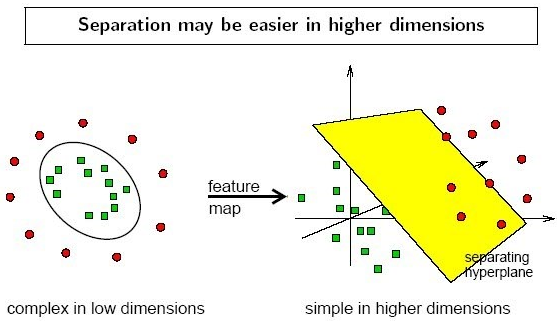 Separation may be easier in higher dimensions
feature
map
separating
hyperplane
complex in low dimensions
simple in higher dimensions